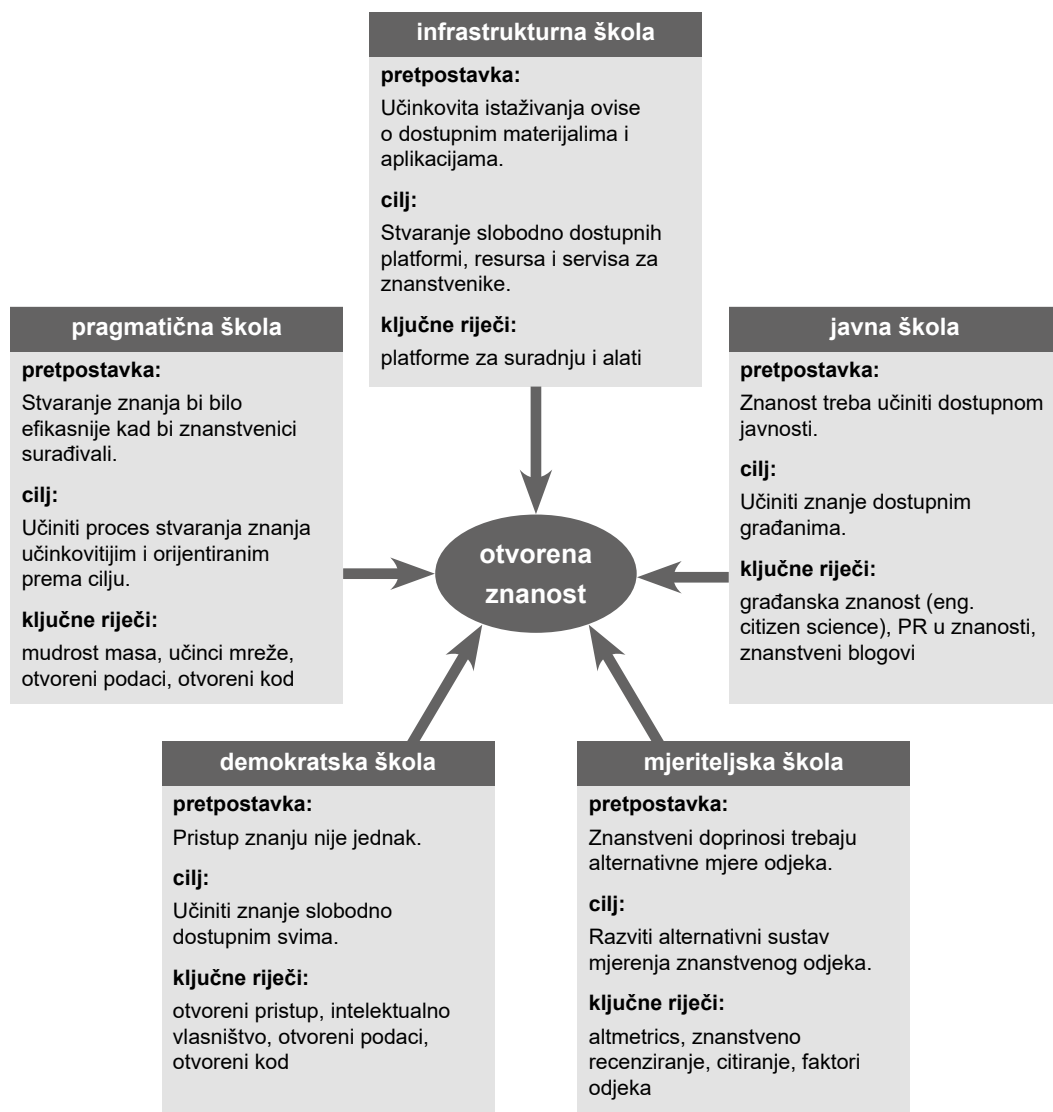 infrastrukturna škola
pretpostavka:
Učinkovita istaživanja ovise
o dostupnim materijalima i
aplikacijama.
cilj:
Stvaranje slobodno dostupnih
platformi, resursa i servisa za
znanstvenike.
ključne riječi:
platforme za suradnju i alati
pragmatična škola
pretpostavka:
Stvaranje znanja bi bilo
efikasnije kad bi znanstvenici
surađivali.
cilj:
Učiniti proces stvaranja znanja
učinkovitijim i orijentiranim
prema cilju.
ključne riječi:
mudrost masa, učinci mreže,
otvoreni podaci, otvoreni kod
javna škola
pretpostavka:
Znanost treba učiniti dostupnom
javnosti.
cilj:
Učiniti znanje dostupnim
građanima.
ključne riječi:
građanska znanost (eng.
citizen science), PR u znanosti,
znanstveni blogovi
otvorena
znanost
demokratska škola
pretpostavka:
Pristup znanju nije jednak.
cilj:
Učiniti znanje slobodno
dostupnim svima.
ključne riječi:
otvoreni pristup, intelektualno
vlasništvo, otvoreni podaci,
otvoreni kod
mjeriteljska škola
pretpostavka:
Znanstveni doprinosi trebaju
alternativne mjere odjeka.
cilj:
Razviti alternativni sustav
mjerenja znanstvenog odjeka.
ključne riječi:
altmetrics, znanstveno
recenziranje, citiranje, faktori
odjeka